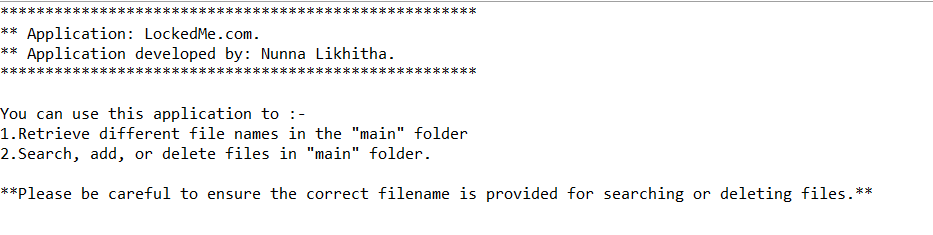 *****************************************************
** Application: LockedMe.com.
** Application developed by: Nunna Likhitha.
*****************************************************
You can use this application to :-
1.Retrieve different file names in the "main" folder
2.Search, add, or delete files in "main" folder.
**Please be careful to ensure the correct filename is provided for searching or deleting files.**